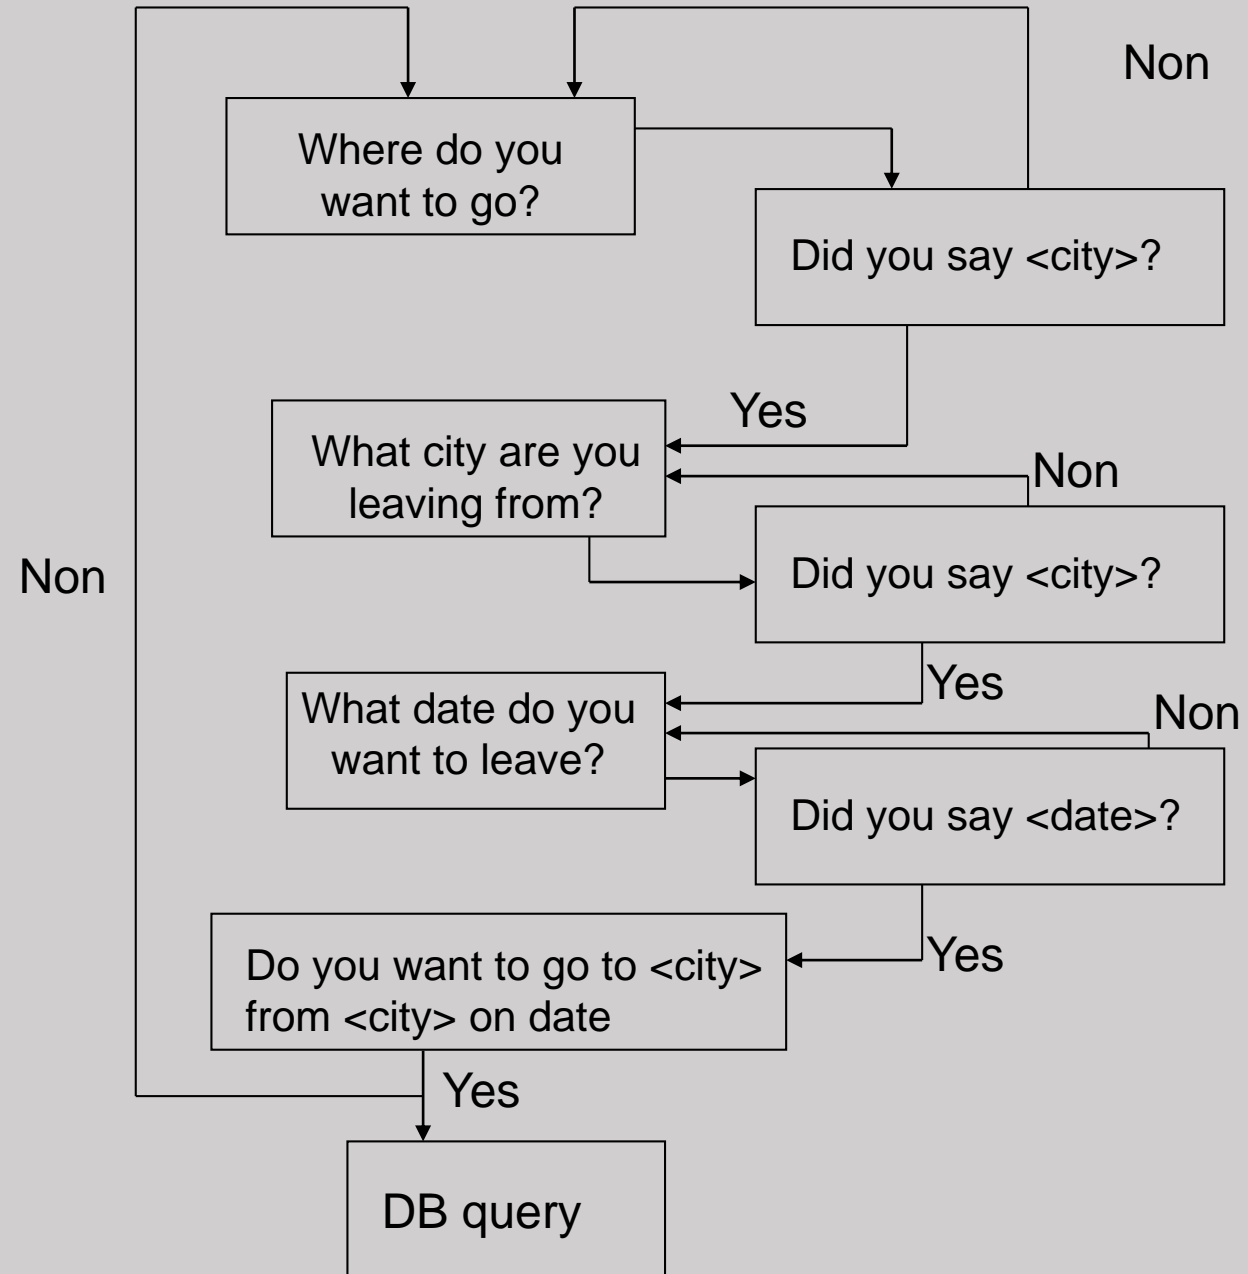 Non
Where do you
want to go?
Did you say <city>?
Yes
What city are you
leaving from?
Non
Non
Did you say <city>?
Yes
What date do you
want to leave?
Non
Did you say <date>?
Yes
Do you want to go to <city>
from <city> on date
Yes
DB query